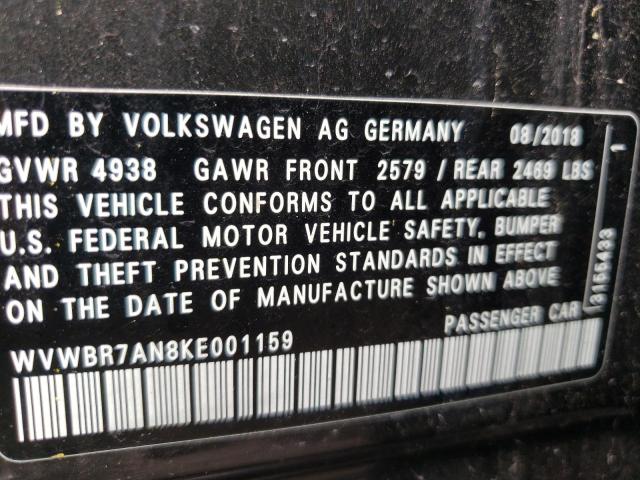 MFD BY VOLKSWAGEN AG GERMANY 08/2018
GVWR 4938 GAWR FRONT 2579 / REAR 2469 LBS
THIS VEHICLE CONFORMS TO ALL APPLICABLE
U.S. FEDERAL MOTOR VEHICLE SAFETY, BUMPER
AND THEFT PREVENTION STANDARDS IN EFFECT
ON THE DATE OF MANUFACTURE SHOWN ABOVE
PASSENGER CAR
WVWBR7AN8KE001159
3155433 1